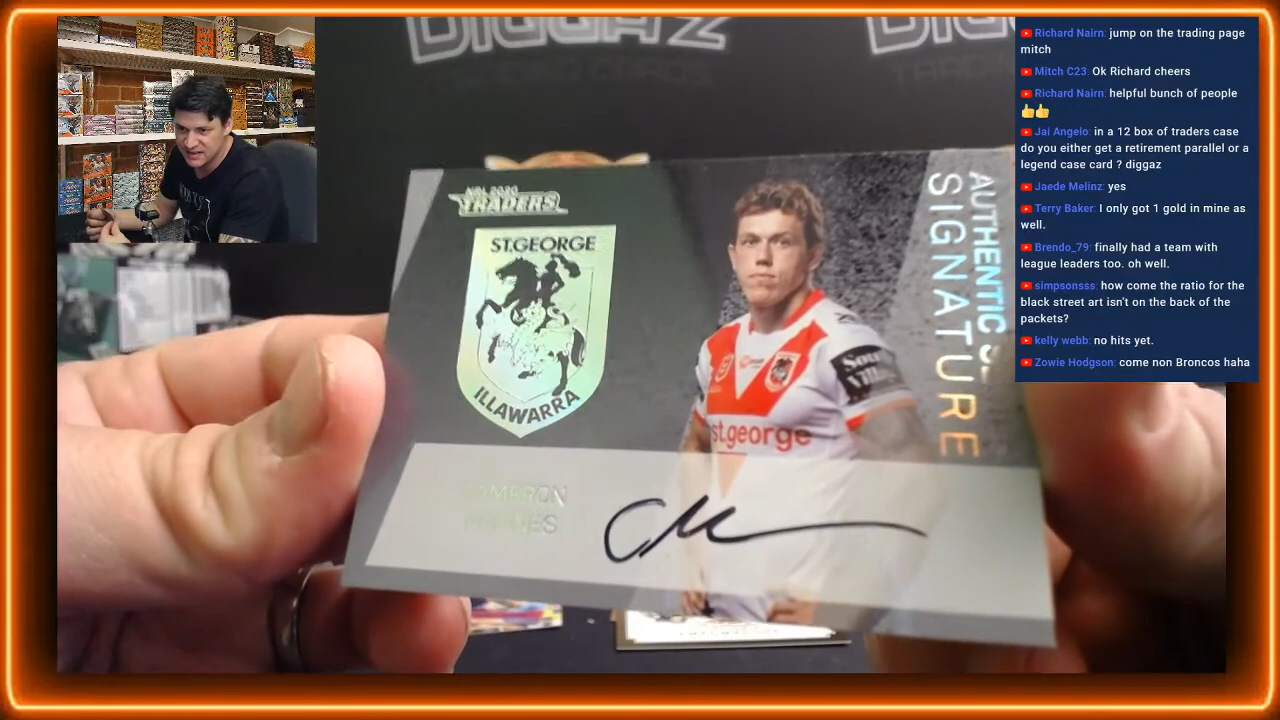 DIGGAZ
Richard Nairn: jump on the trading page
mitch
Mitch C23: Ok Richard cheers
Richard Nairn: helpful bunch of people
👍👍
Jai Angelo: in a 12 box of traders case
do you either get a retirement parallel or a
legend case card ? diggaz
Jaede Melinz: yes
Terry Baker: I only got 1 gold in mine as
well.
Brendo_79: finally had a team with
league leaders too. oh well.
simpsonsss: how come the ratio for the
black street art isn't on the back of the
packets?
kelly webb: no hits yet.
Zowie Hodgson: come non Broncos haha
NRL 2020
TRADERS
ST.GEORGE
ILLAWARRA
AUTHENTIC
SIGNATURE
st.george
CAMERON